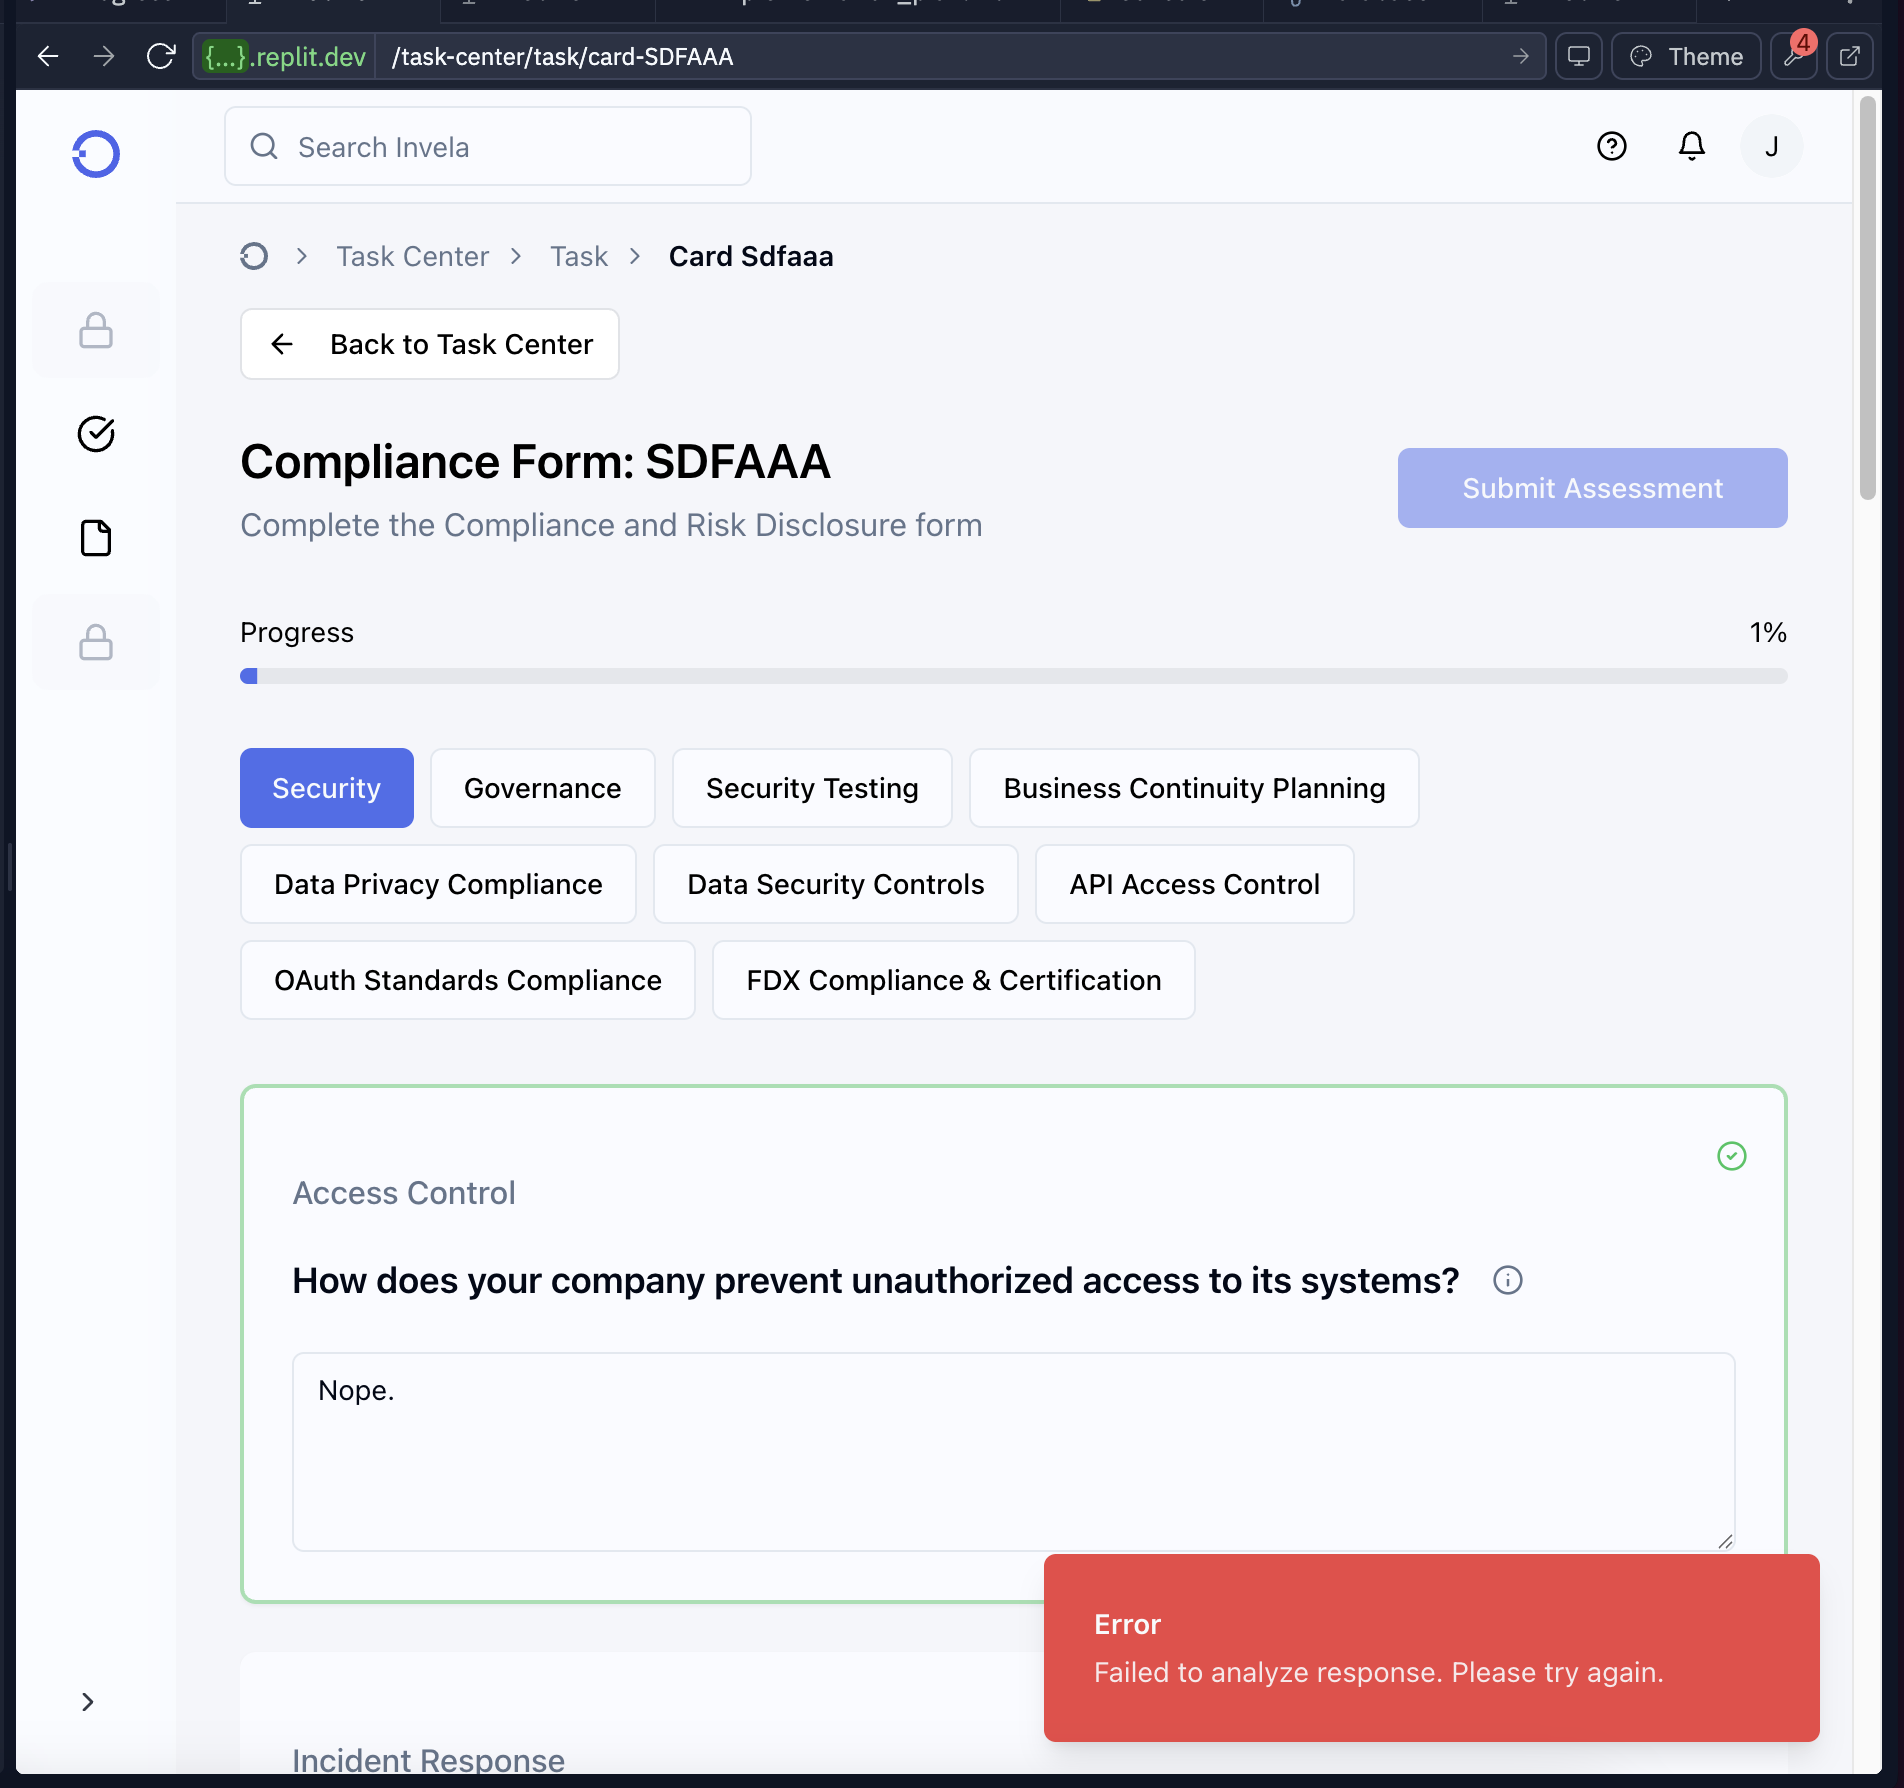 {...}.replit.dev /task-center/task/card-SDFAAA
Theme
4
Search Invela
J
Task Center
Task
Card Sdfaaa
Back to Task Center
Compliance Form: SDFAAA
Submit Assessment
Complete the Compliance and Risk Disclosure form
Progress
1%
Security
Governance
Security Testing
Business Continuity Planning
Data Privacy Compliance
Data Security Controls
API Access Control
OAuth Standards Compliance
FDX Compliance & Certification
Access Control
How does your company prevent unauthorized access to its systems?
Nope.
Error
Failed to analyze response. Please try again.
Incident Response